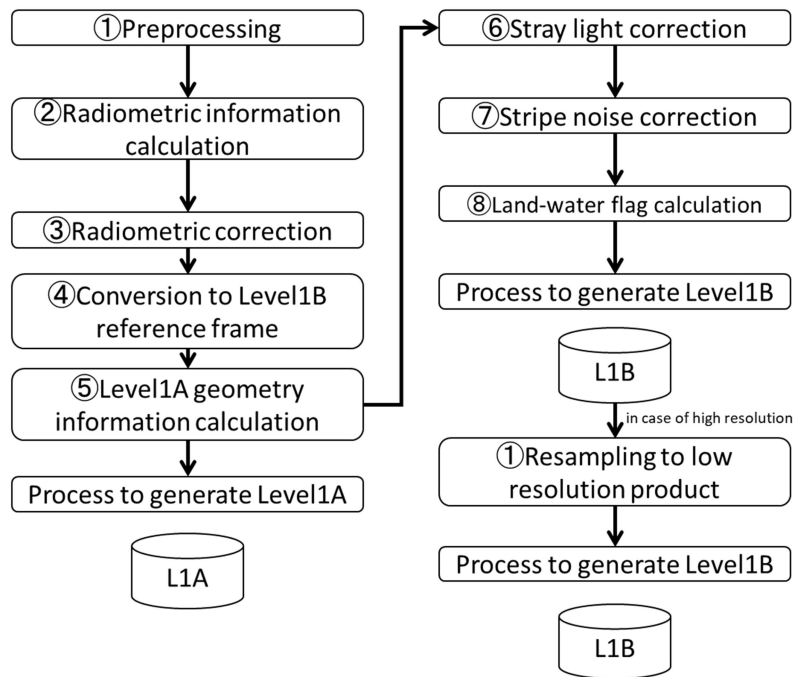 ①Preprocessing
②Radiometric information
calculation
③Radiometric correction
④Conversion to Level1B
reference frame
⑤Level1A geometry
information calculation
Process to generate Level1A
L1A
⑥Stray light correction
⑦Stripe noise correction
⑧Land-water flag calculation
Process to generate Level1B
L1B
in case of high resolution
①Resampling to low
resolution product
Process to generate Level1B
L1B